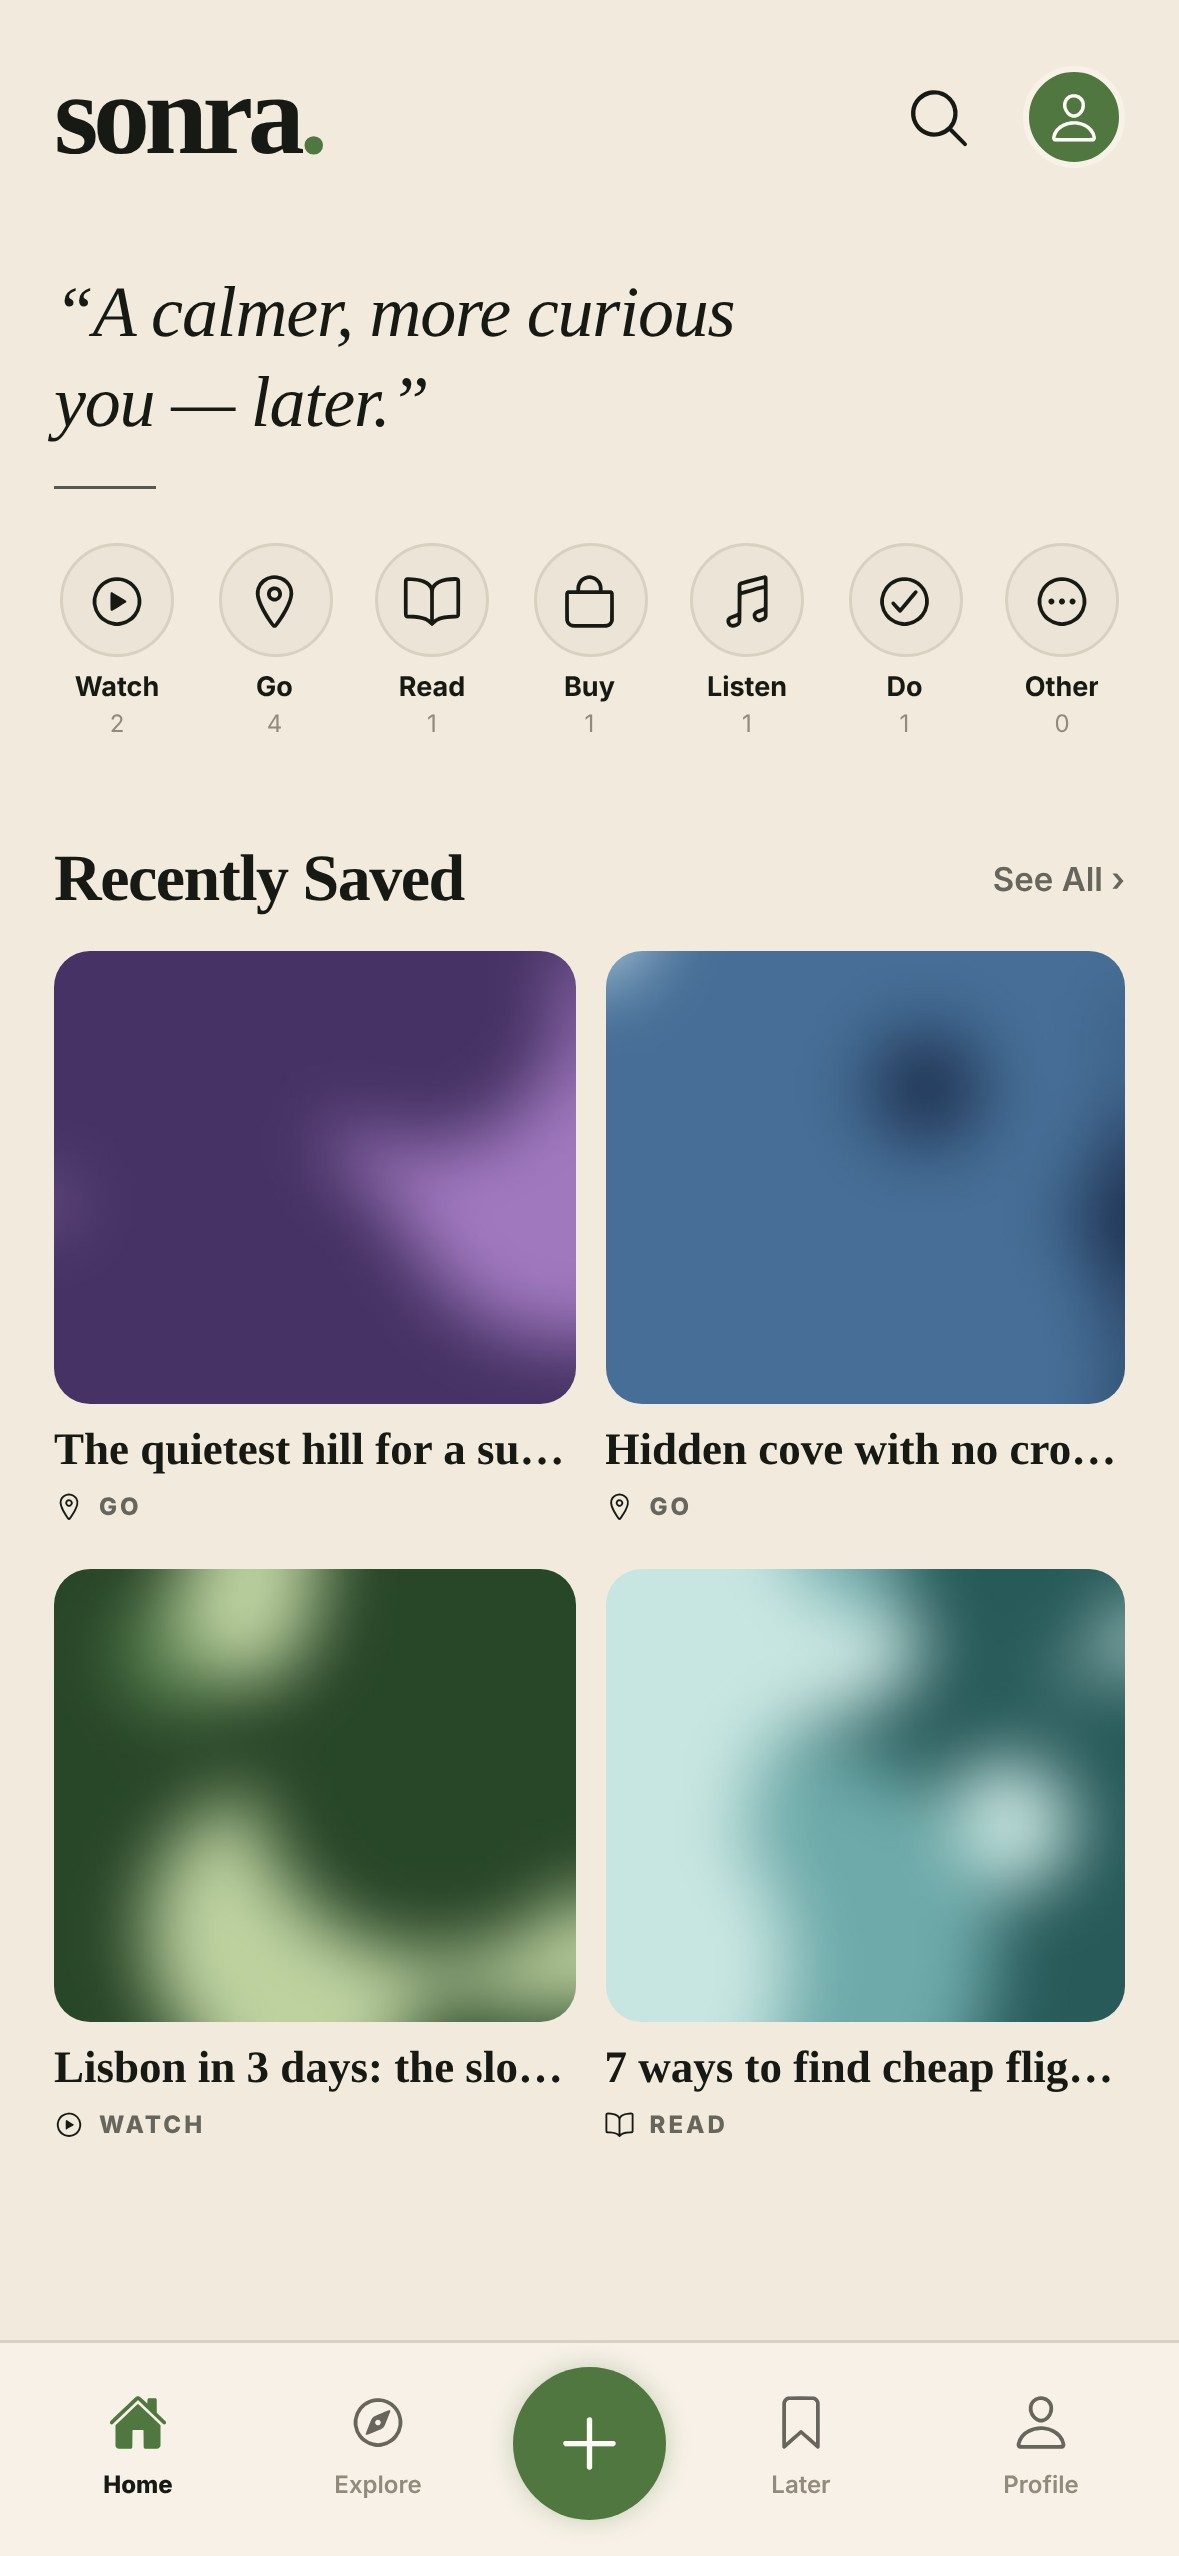 sonra.
“A calmer, more curious
you — later.”
Watch
Go
Read
Buy
Listen
Do
Other
2
4
1
1
1
1
0
Recently Saved
See All ›
The quietest hill for a su…
Hidden cove with no cro…
GO
GO
Lisbon in 3 days: the slo…
7 ways to find cheap flig…
WATCH
READ
Home
Explore
Later
Profile